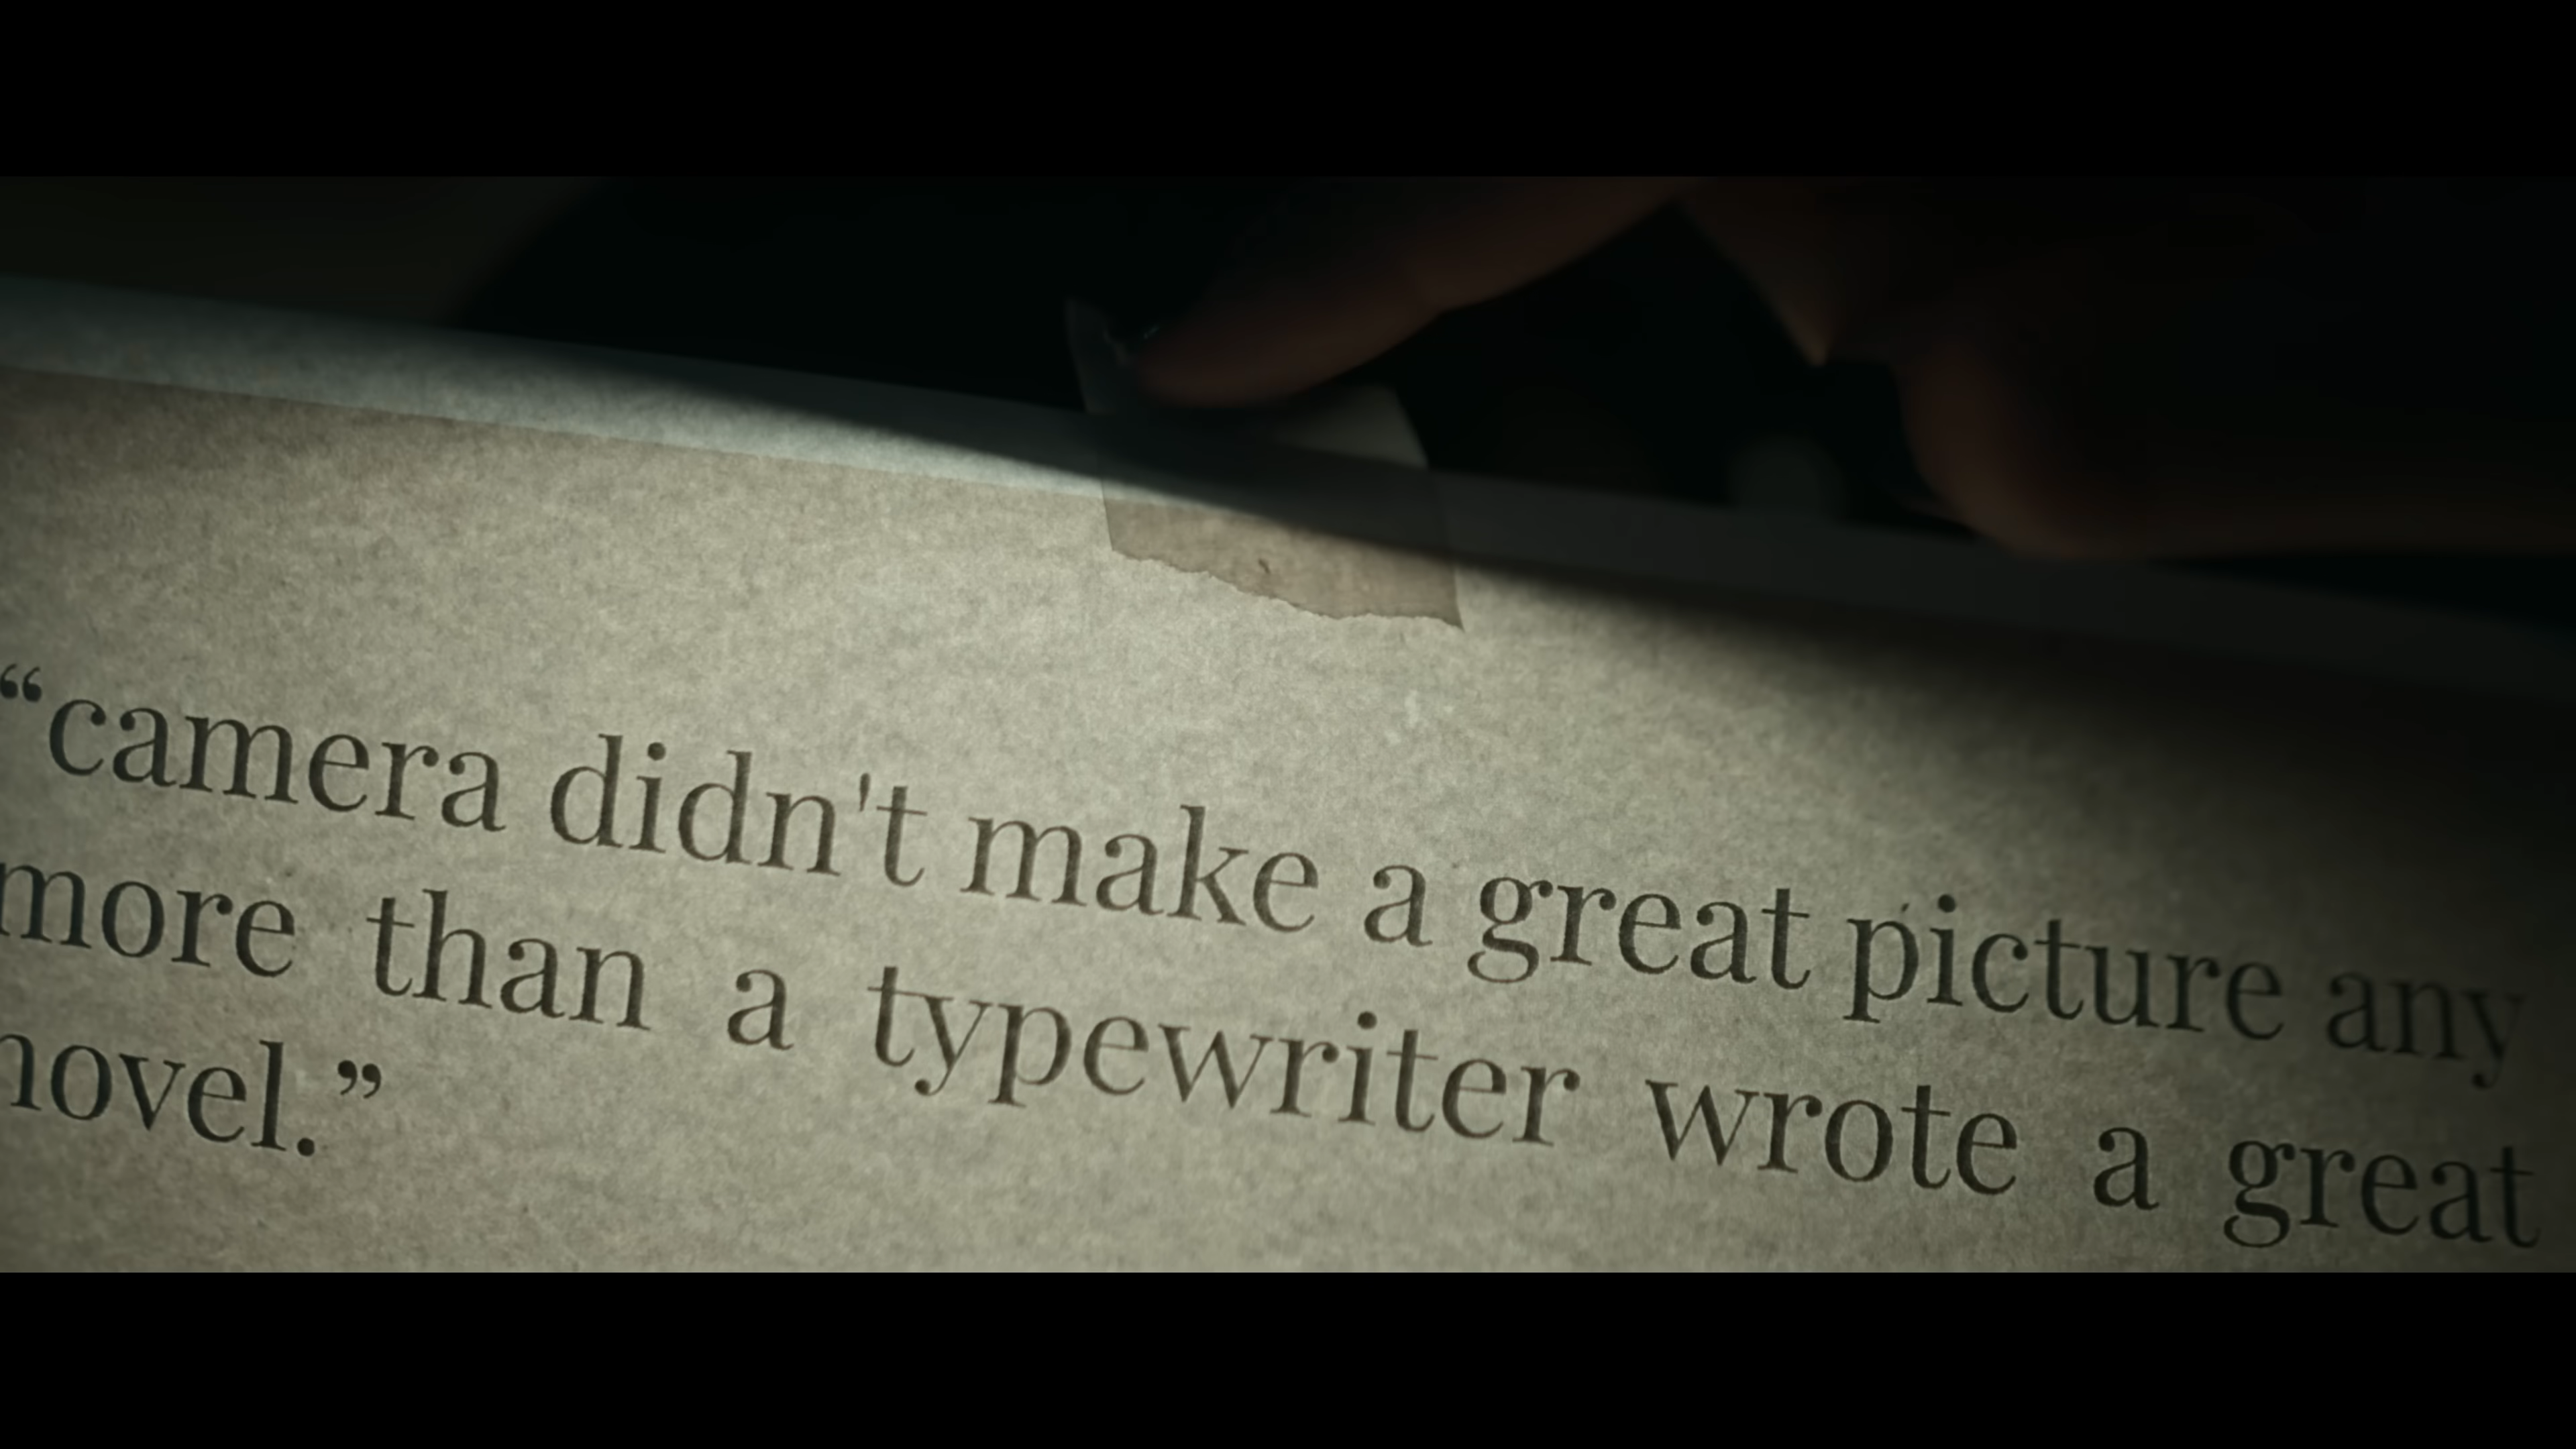 “camera didn't make a great picture any
more than a typewriter wrote a great
novel.”